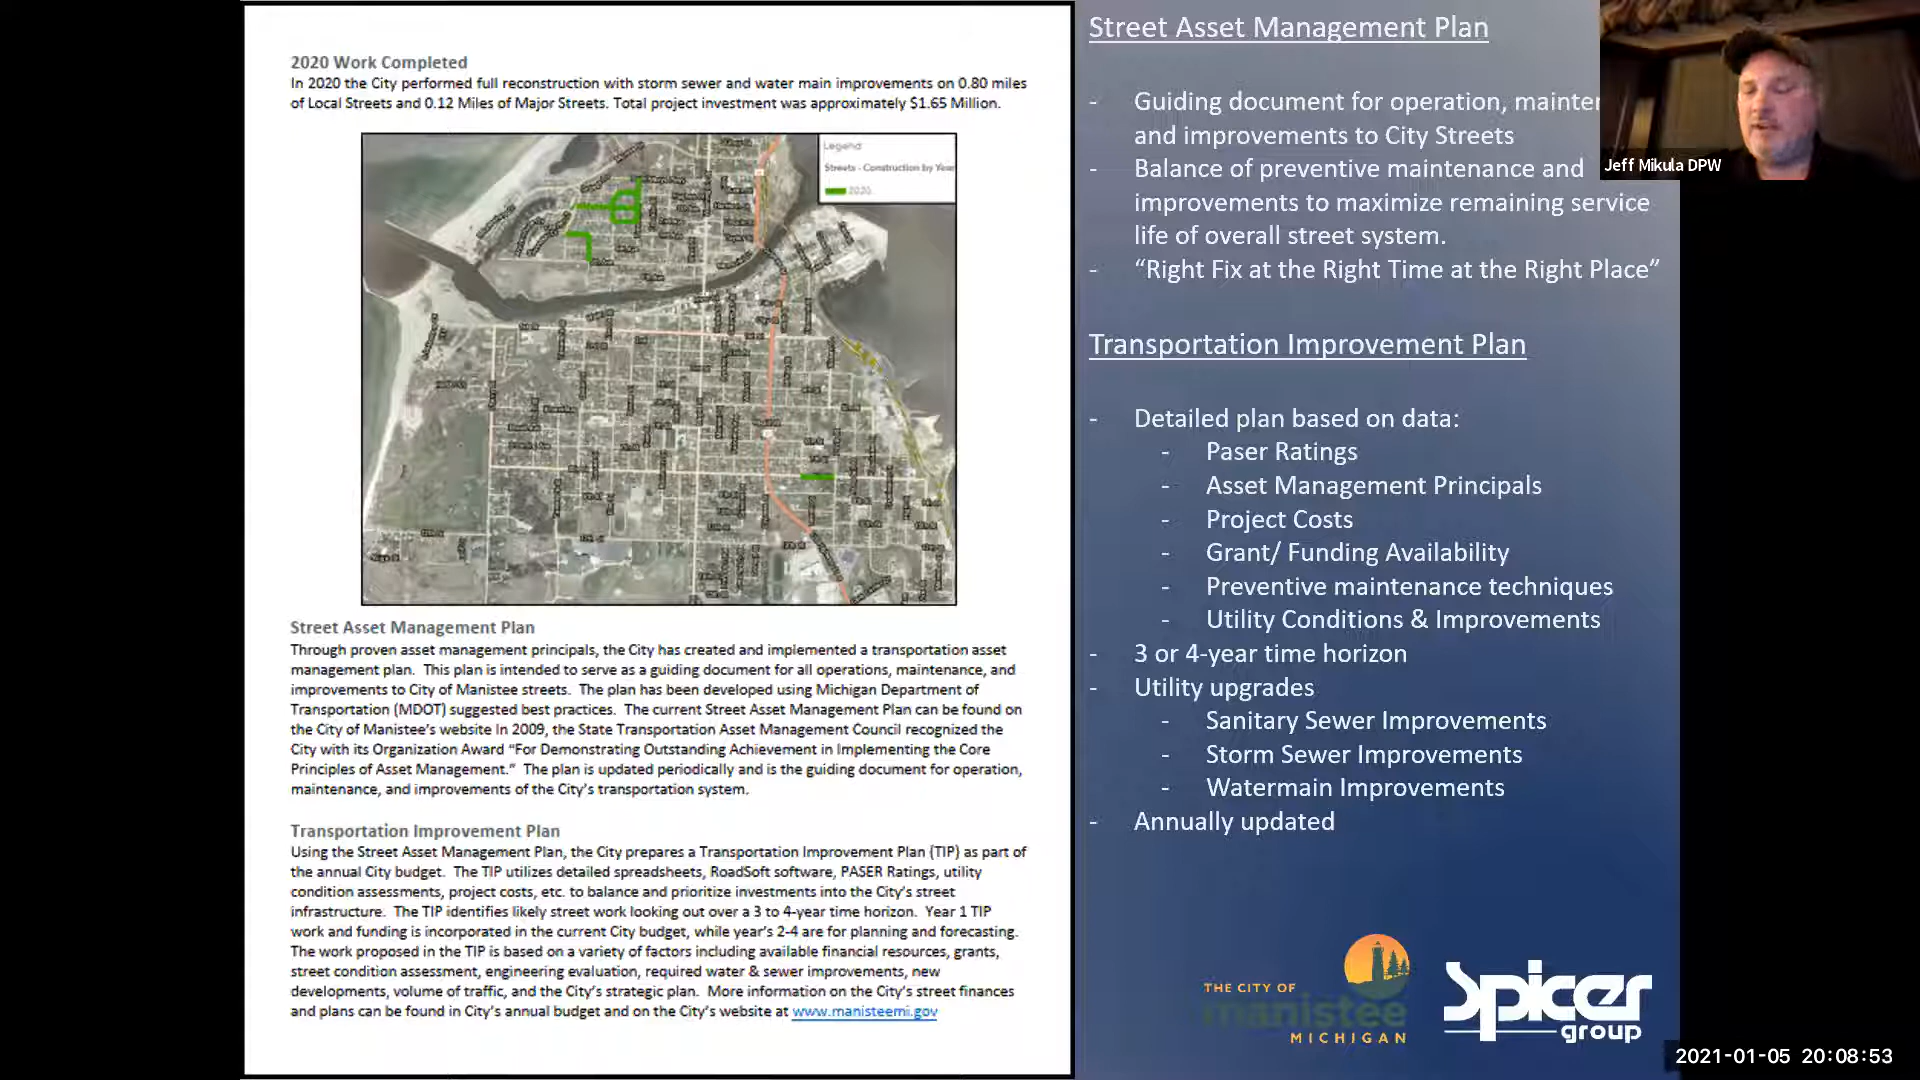 2020 Work Completed
In 2020 the City performed full reconstruction with storm sewer and water main improvements on 0.80 miles
of Local Streets and 0.12 Miles of Major Streets. Total project investment was approximately $1.65 Million.
Legend
Streets - Construction by Year
2020
Street Asset Management Plan
Through proven asset management principals, the City has created and implemented a transportation asset
management plan. This plan is intended to serve as a guiding document for all operations, maintenance, and
improvements to City of Manistee streets. The plan has been developed using Michigan Department of
Transportation (MDOT) suggested best practices. The current Street Asset Management Plan can be found on
the City of Manistee's website In 2009, the State Transportation Asset Management Council recognized the
City with its Organization Award "For Demonstrating Outstanding Achievement in Implementing the Core
Principles of Asset Management." The plan is updated periodically and is the guiding document for operation,
maintenance, and improvements of the City's transportation system.
Transportation Improvement Plan
Using the Street Asset Management Plan, the City prepares a Transportation Improvement Plan (TIP) as part of
the annual City budget. The TIP utilizes detailed spreadsheets, RoadSoft software, PASER Ratings, utility
condition assessments, project costs, etc. to balance and prioritize investments into the City's street
infrastructure. The TIP identifies likely street work looking out over a 3 to 4-year time horizon. Year 1 TIP
work and funding is incorporated in the current City budget, while year's 2-4 are for planning and forecasting.
The work proposed in the TIP is based on a variety of factors including available financial resources, grants,
street condition assessment, engineering evaluation, required water & sewer improvements, new
developments, volume of traffic, and the City's strategic plan. More information on the City's street finances
and plans can be found in City's annual budget and on the City's website at www.manisteemi.gov
Street Asset Management Plan
- Guiding document for operation, mainten
and improvements to City Streets
- Balance of preventive maintenance and
improvements to maximize remaining service
life of overall street system.
- “Right Fix at the Right Time at the Right Place”
Transportation Improvement Plan
- Detailed plan based on data:
- Paser Ratings
- Asset Management Principals
- Project Costs
- Grant/ Funding Availability
- Preventive maintenance techniques
- Utility Conditions & Improvements
- 3 or 4-year time horizon
- Utility upgrades
- Sanitary Sewer Improvements
- Storm Sewer Improvements
- Watermain Improvements
- Annually updated
THE CITY OF
manistee
MICHIGAN
Spicer
group
Jeff Mikula DPW
2021-01-05 20:08:53